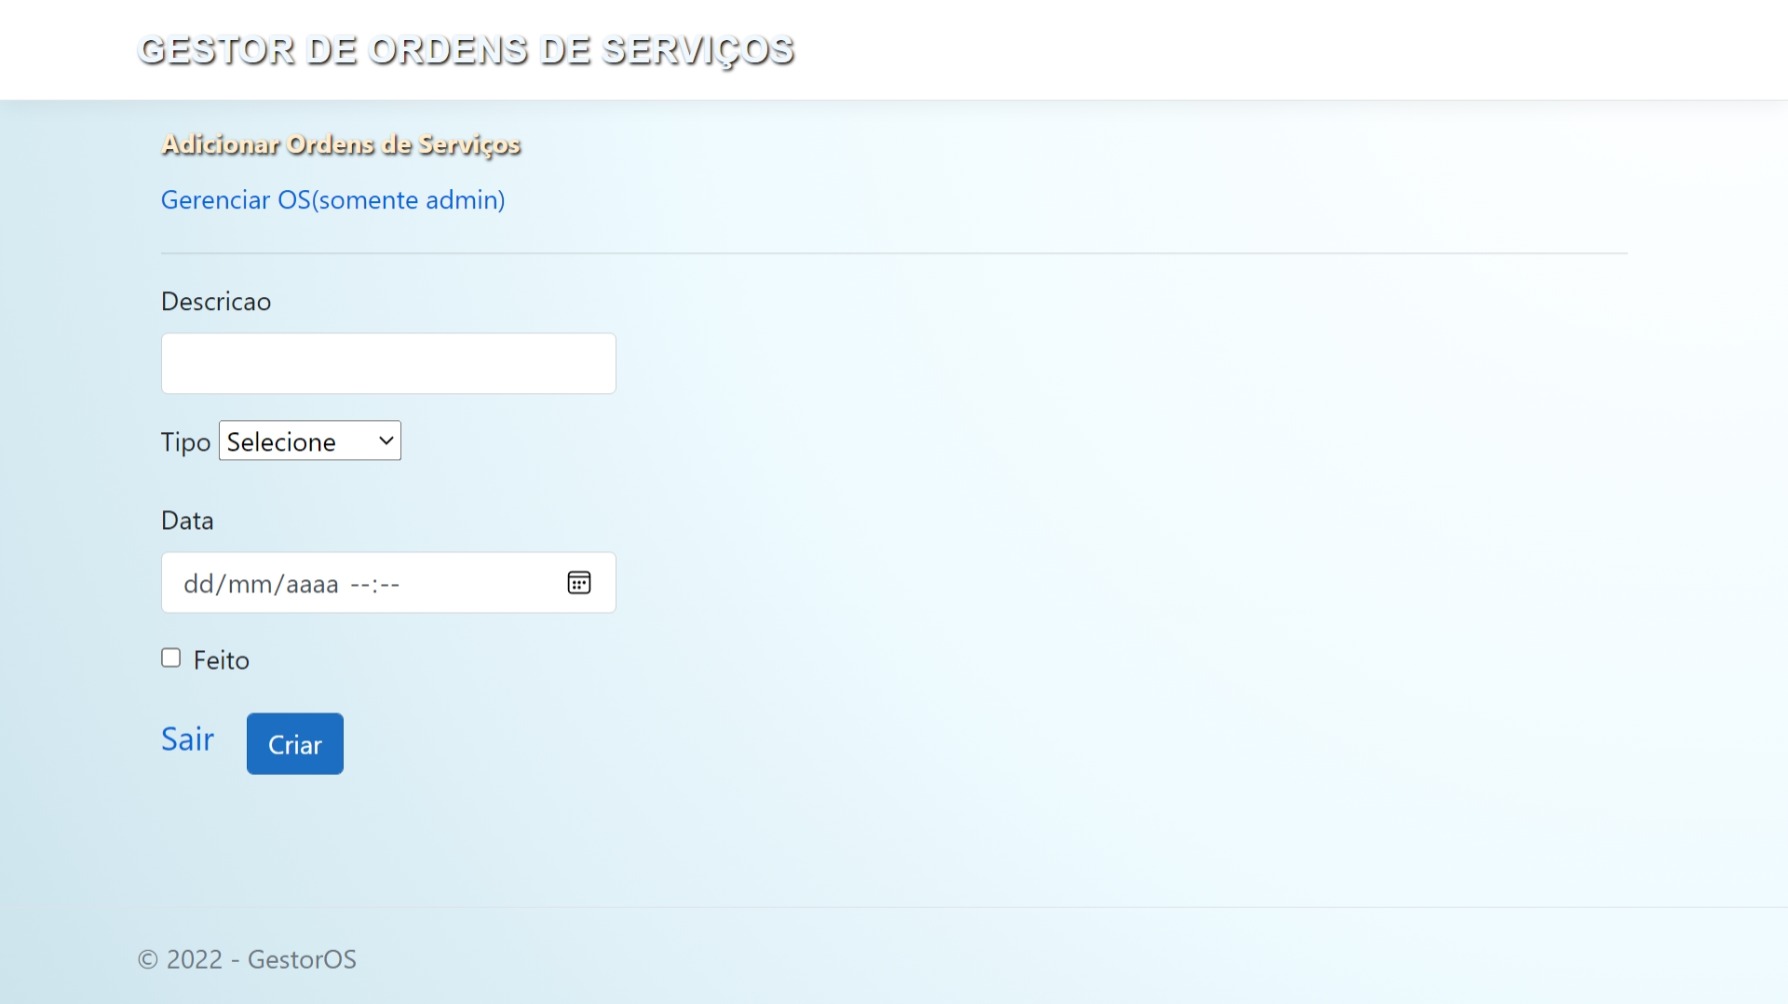 GESTOR DE ORDENS DE SERVIÇOS
Adicionar Ordens de Serviços
Gerenciar OS(somente admin)
Descricao
Tipo Selecione
Data
dd/mm/aaaa --:--
Feito
Sair Criar
© 2022 - GestorOS